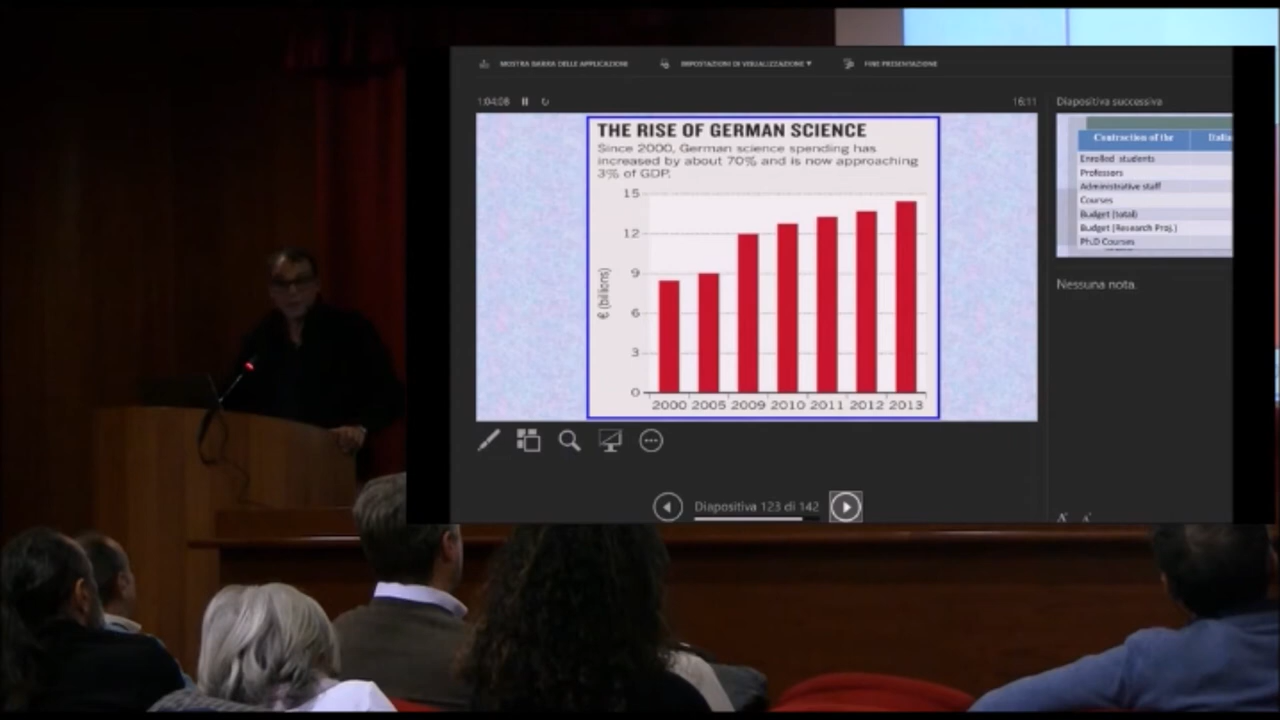 MOSTRA BARRA DELLE APPLICAZIONI
IMPOSTAZIONI DI VISUALIZZAZIONE ▼
FINE PRESENTAZIONE
1:04:08
16:11
Diapositiva successiva
THE RISE OF GERMAN SCIENCE
Since 2000, German science spending has
increased by about 70% and is now approaching
3% of GDP.
15
12
9
6
3
0
€ (billions)
2000 2005 2009 2010 2011 2012 2013
Contraction of the
Enrolled students
Professors
Administrative staff
Courses
Budget (total)
Budget (Research Proj.)
Ph.D Courses
Nessuna nota.
Diapositiva 123 di 142
A A